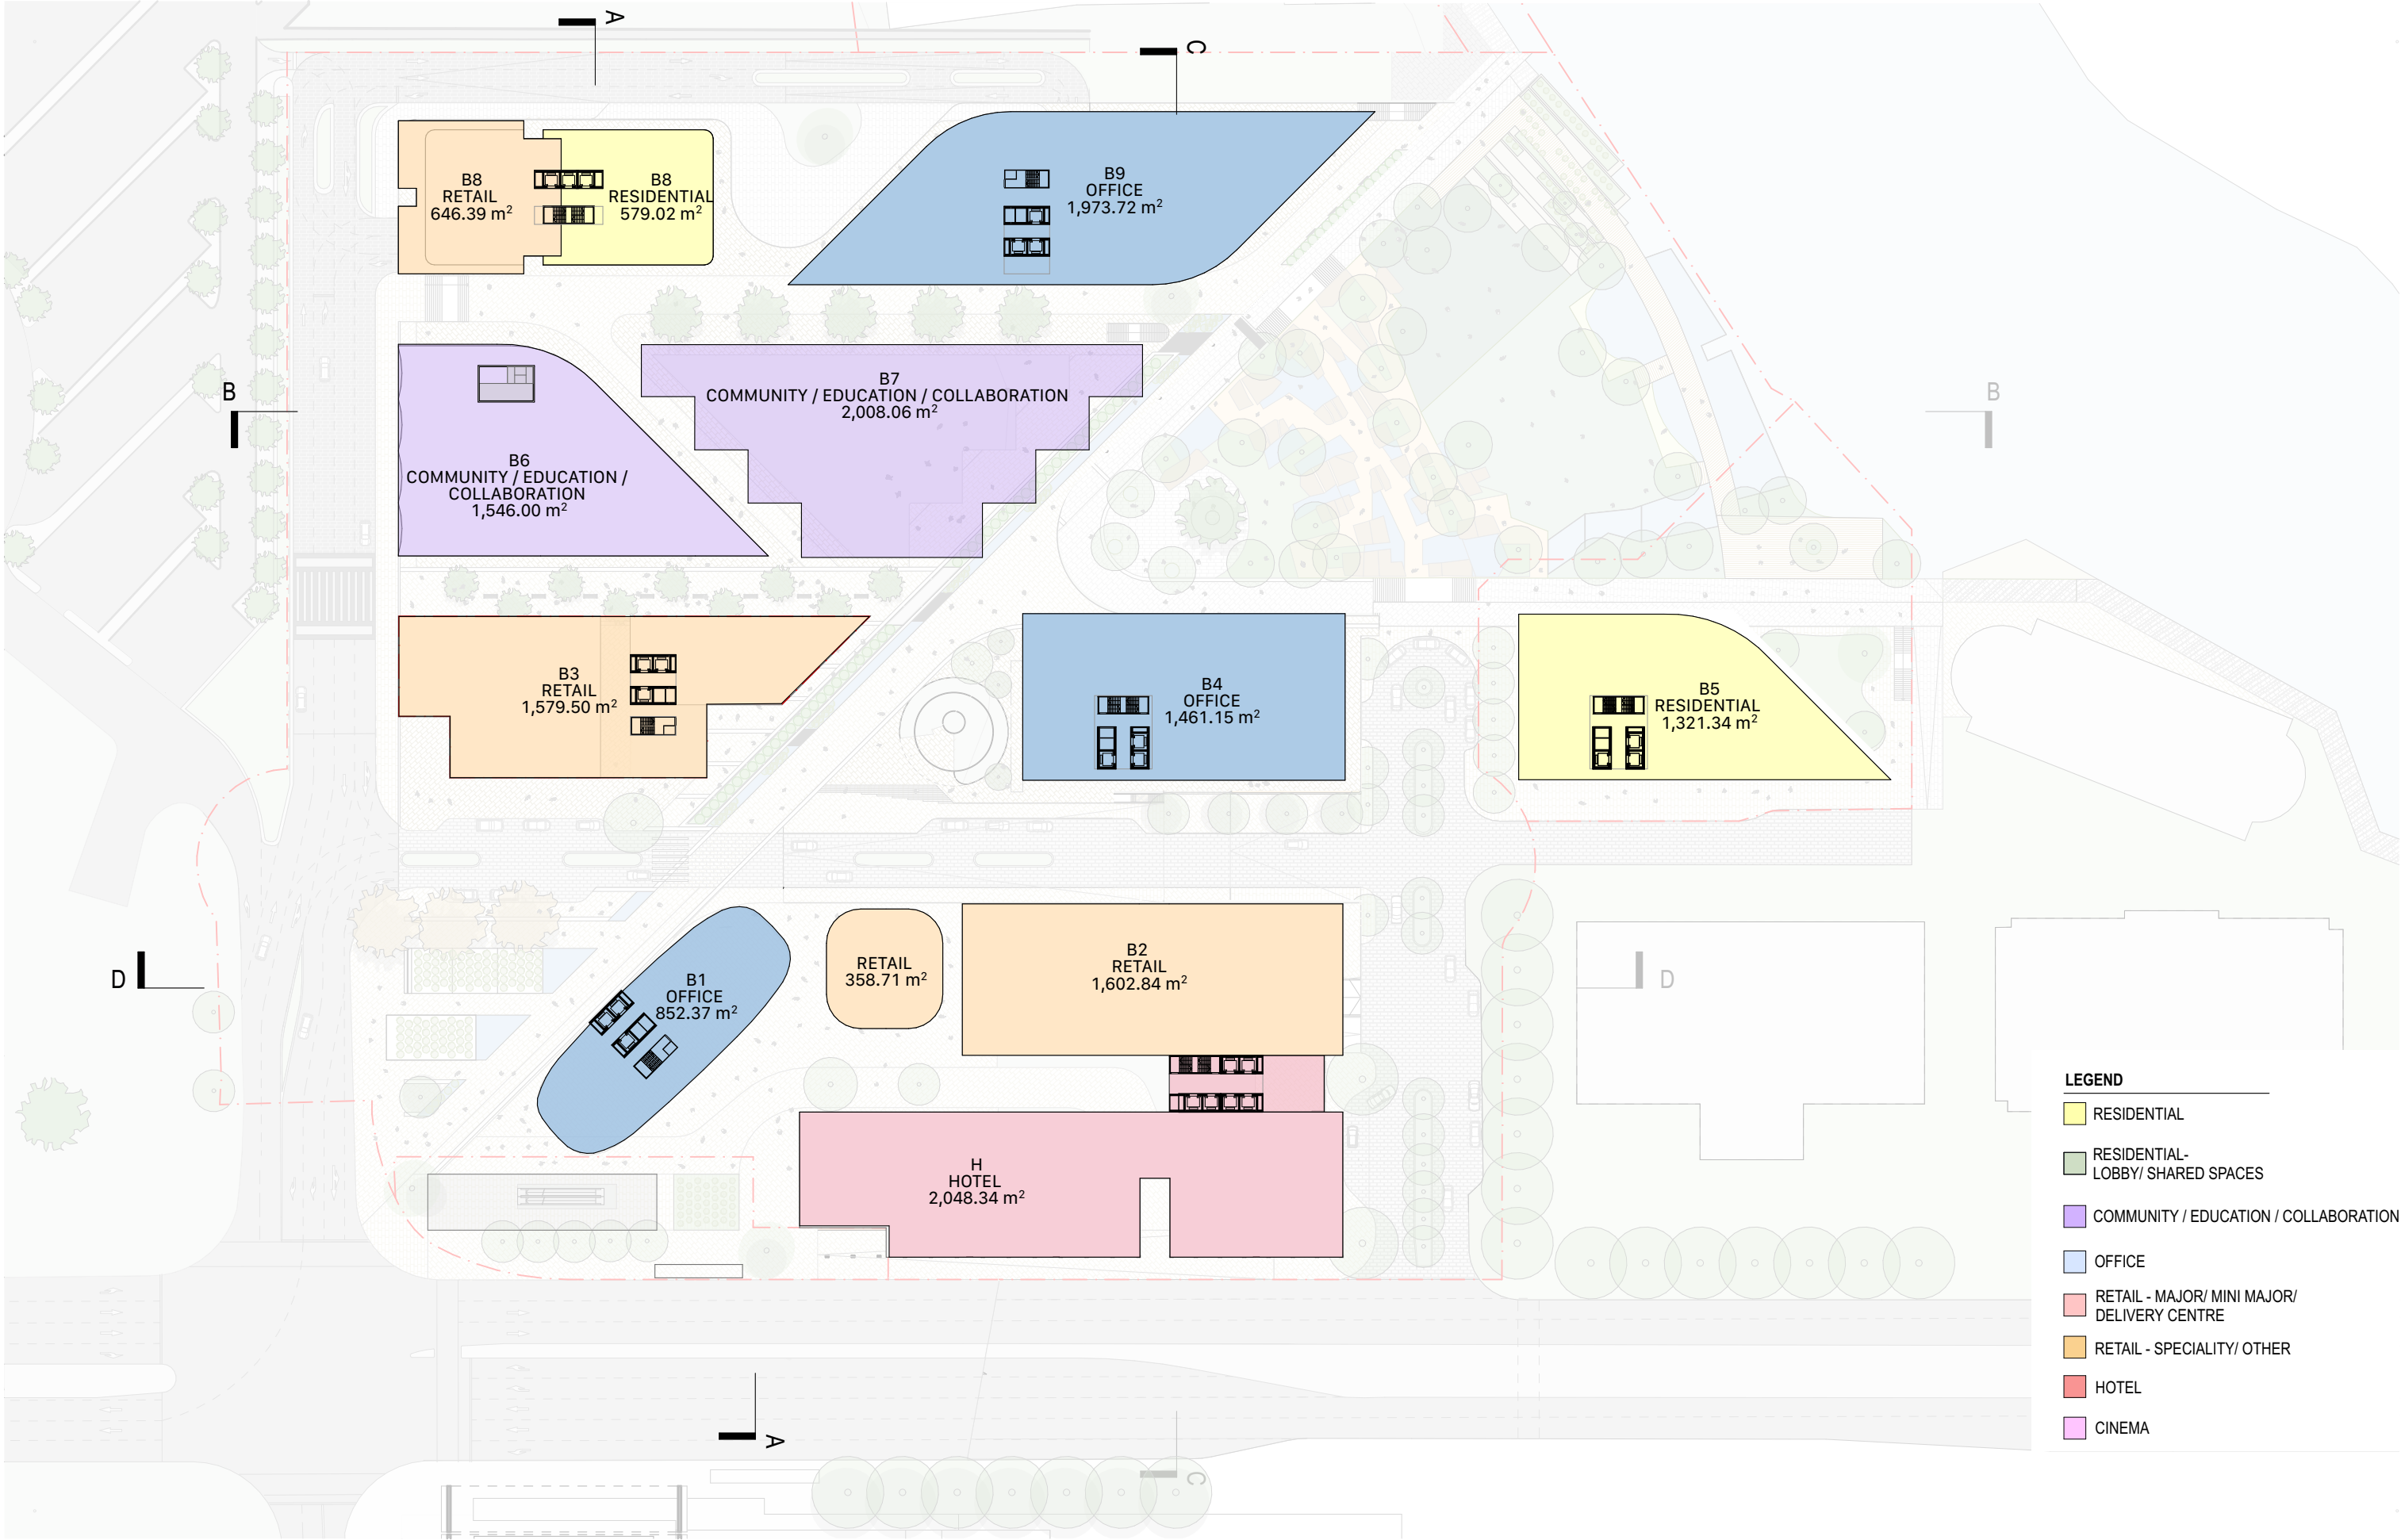 A
C
B8
RETAIL
646.39 m²
B8
RESIDENTIAL
579.02 m²
B9
OFFICE
1,973.72 m²
B
B
B7
COMMUNITY / EDUCATION / COLLABORATION
2,008.06 m²
B6
COMMUNITY / EDUCATION /
COLLABORATION
1,546.00 m²
B3
RETAIL
1,579.50 m²
B4
OFFICE
1,461.15 m²
B5
RESIDENTIAL
1,321.34 m²
D
D
B1
OFFICE
852.37 m²
RETAIL
358.71 m²
B2
RETAIL
1,602.84 m²
H
HOTEL
2,048.34 m²
A
C
LEGEND
RESIDENTIAL
RESIDENTIAL-
LOBBY/ SHARED SPACES
COMMUNITY / EDUCATION / COLLABORATION
OFFICE
RETAIL - MAJOR/ MINI MAJOR/
DELIVERY CENTRE
RETAIL - SPECIALITY/ OTHER
HOTEL
CINEMA